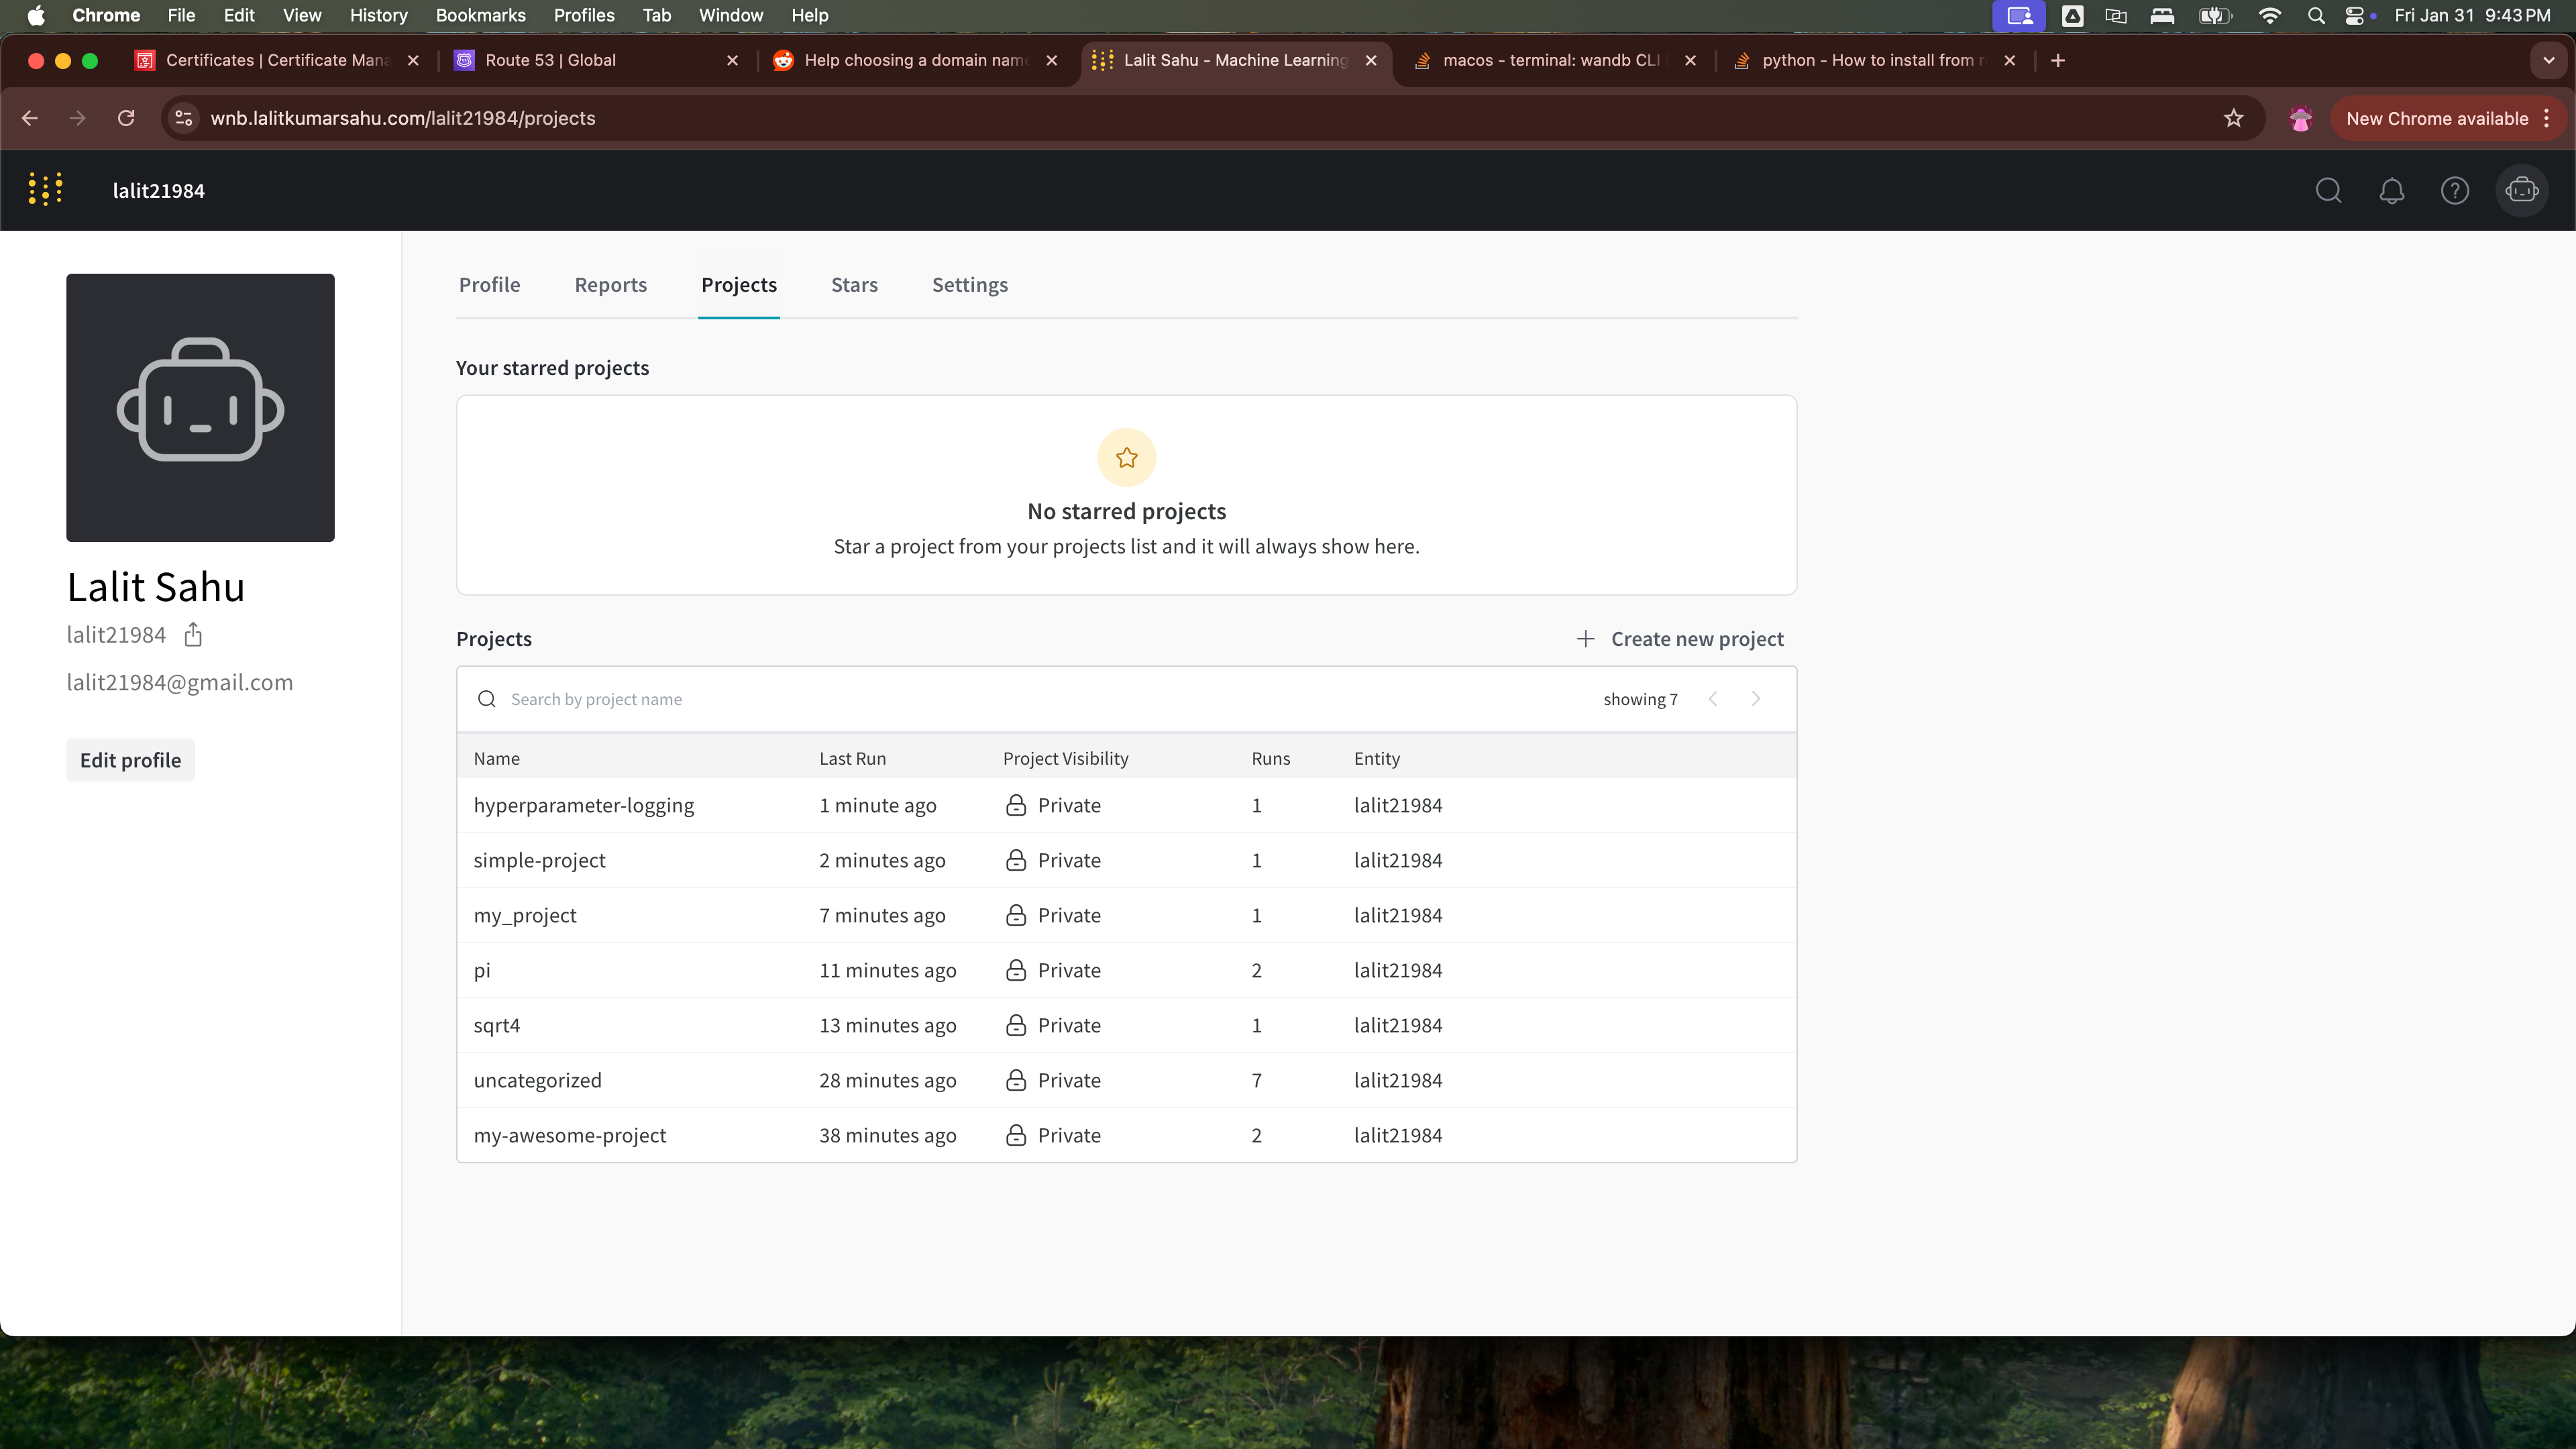 Chrome File Edit View History Bookmarks Profiles Tab Window Help Fri Jan 31 9:43 PM
Certificates | Certificate Mana Route 53 | Global Help choosing a domain name Lalit Sahu - Machine Learning macos - terminal: wandb CLI python - How to install from r
wnb.lalitkumarsahu.com/lalit21984/projects New Chrome available
lalit21984
Profile Reports Projects Stars Settings
Your starred projects
No starred projects
Star a project from your projects list and it will always show here.
Lalit Sahu
lalit21984
lalit21984@gmail.com
Edit profile
Projects Create new project
Search by project name showing 7
Name Last Run Project Visibility Runs Entity
hyperparameter-logging 1 minute ago Private 1 lalit21984
simple-project 2 minutes ago Private 1 lalit21984
my_project 7 minutes ago Private 1 lalit21984
pi 11 minutes ago Private 2 lalit21984
sqrt4 13 minutes ago Private 1 lalit21984
uncategorized 28 minutes ago Private 7 lalit21984
my-awesome-project 38 minutes ago Private 2 lalit21984